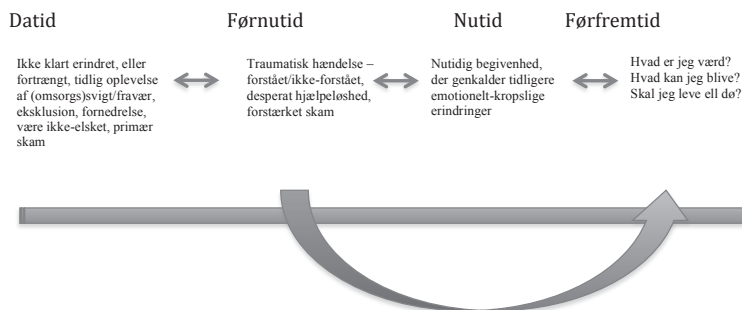 Datid
Førnutid
Nutid
Førfremtid
Ikke klart erindret, eller
fortrængt, tidlig oplevelse
af (omsorgs)svigt/fravær,
eksklusion, fornedrelse,
være ikke-elsket, primær
skam
Traumatisk hændelse –
forstået/ikke-forstået,
desperat hjælpeløshed,
forstærket skam
Nutidig begivenhed,
der genkalder tidligere
emotionelt-kropslige
erindringer
Hvad er jeg værd?
Hvad kan jeg blive?
Skal jeg leve ell dø?